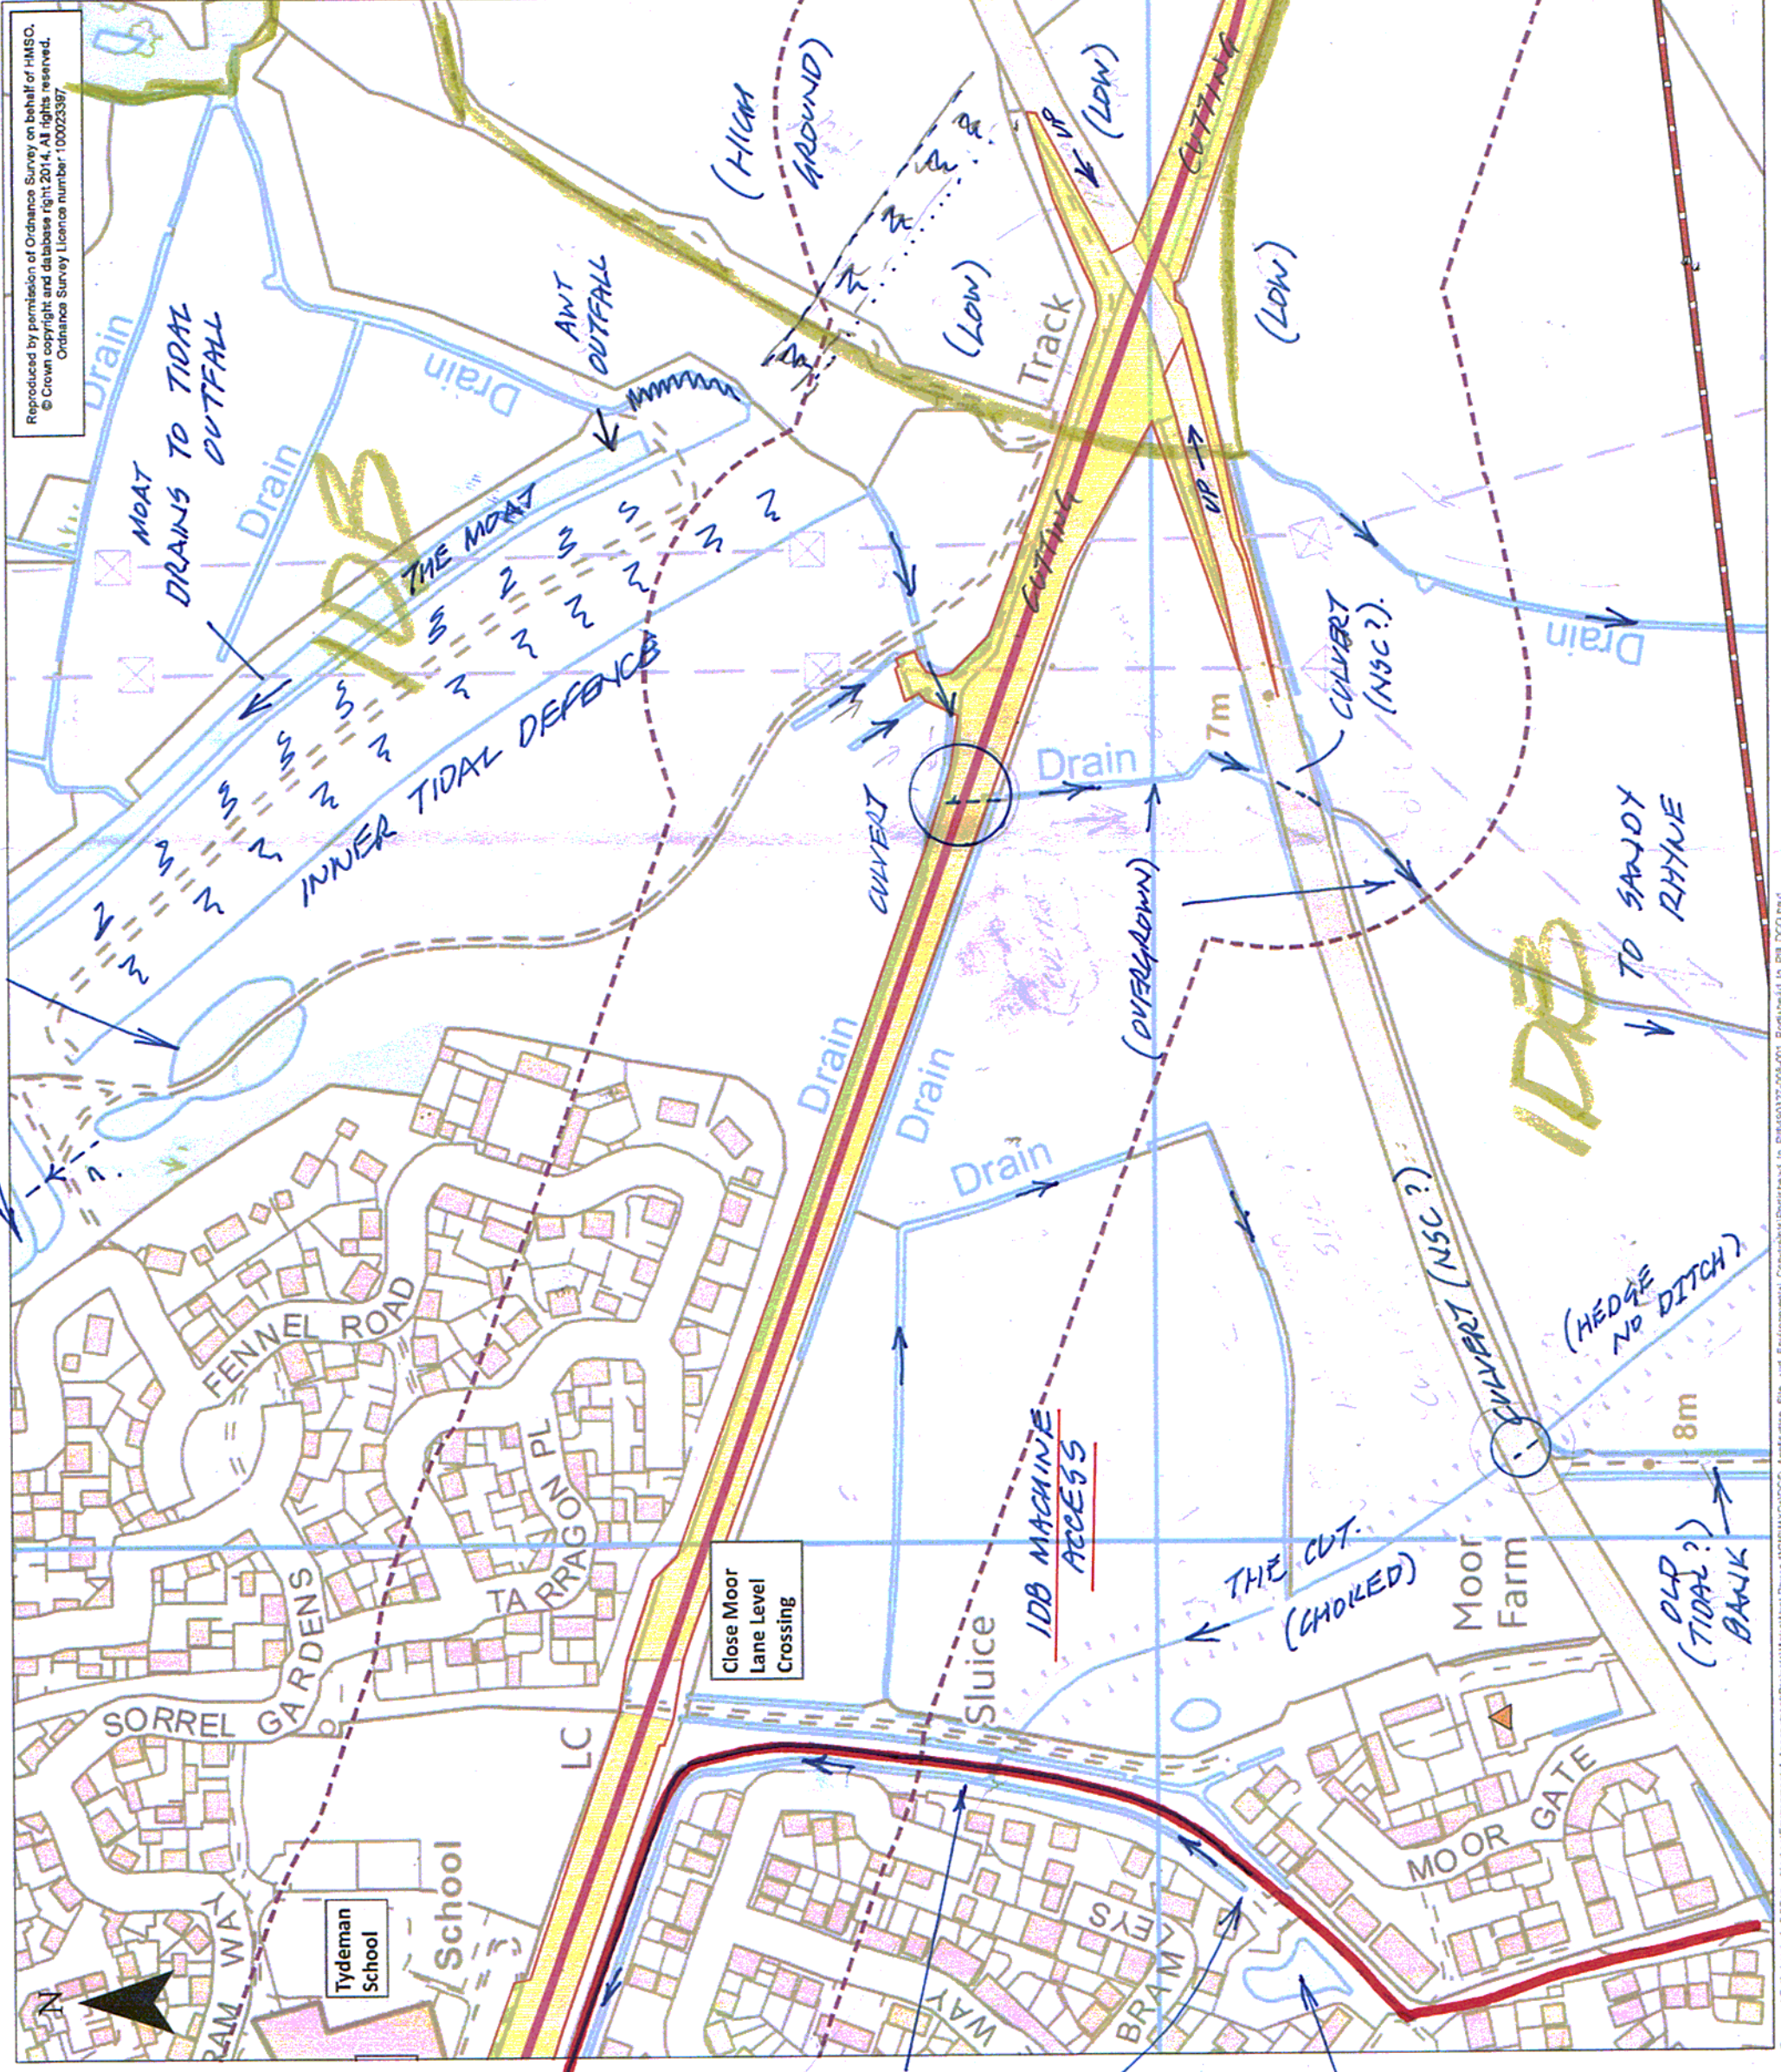 Reproduced by permission of Ordnance Survey on behalf of HMSO.
© Crown copyright and database right 2014. All rights reserved.
Ordnance Survey Licence number 100023397.
Drain
MOAT
DRAINS TO TIDAL
OUTFALL
Drain
Drain
IDB
THE MOAT
AWT
OUTFALL
INNER TIDAL DEFENCE
(HIGH
GROUND)
(LOW)
UP
(LOW)
CUTTING
Track
(LOW)
CUTTING
UP
CULVERT
(NSC?).
Drain
7m
Drain
CULVERT
(OVERGROWN)
TO SANDY
RHYNE
IDB
Drain
Drain
Drain
FENNEL ROAD
TARRAGON PL
SORREL GARDENS
LC
Close Moor
Lane Level
Crossing
IDB MACHINE
ACCESS
Sluice
THE CUT.
(CHOKED)
CULVERT (NSC?)
(HEDGE
NO DITCH)
8m
OLD
(TIDAL?)
BANK
Moor
Farm
MOOR GATE
BRAMLEYS
WAY
School
Tydeman
School
RAM WAY
N